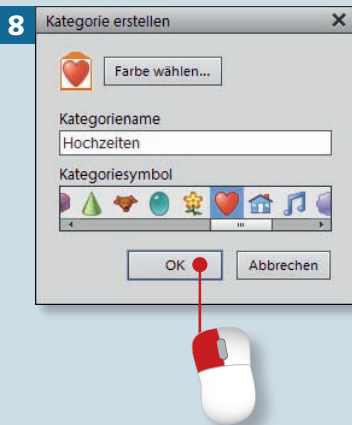 8
Kategorie erstellen
Farbe wählen...
Kategoriename
Hochzeiten
Kategoriesymbol
OK
Abbrechen